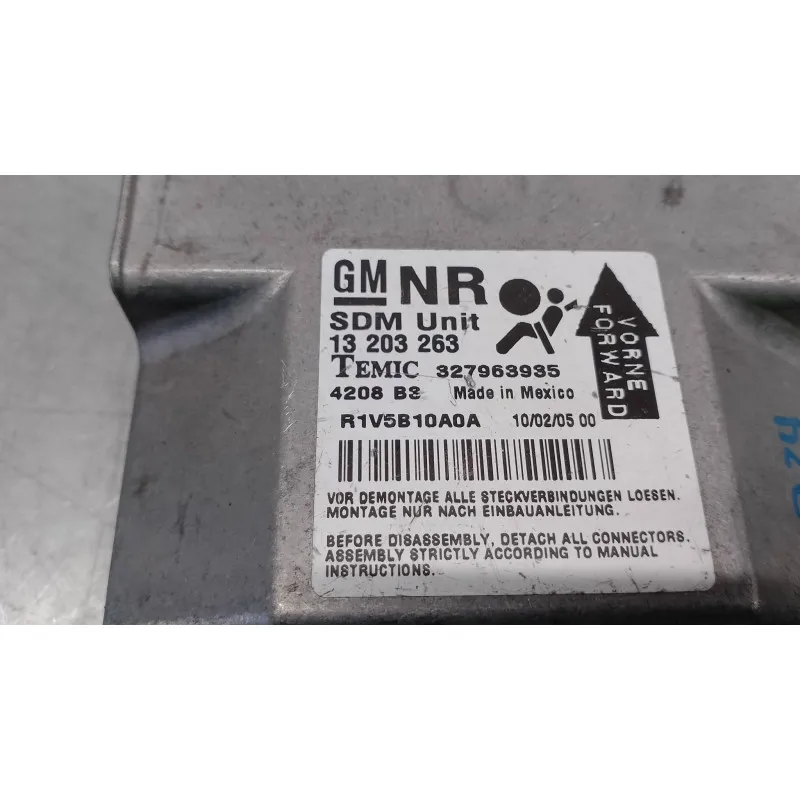 GM NR
SDM Unit
13 203 263
TEMIC 327963935
4208 B3 Made in Mexico
R1V5B10A0A 10/02/05 00
VORNE
FORWARD
VOR DEMONTAGE ALLE STECKVERBINDUNGEN LOESEN.
MONTAGE NUR NACH EINBAUANLEITUNG.
BEFORE DISASSEMBLY, DETACH ALL CONNECTORS.
ASSEMBLY STRICTLY ACCORDING TO MANUAL
INSTRUCTIONS.